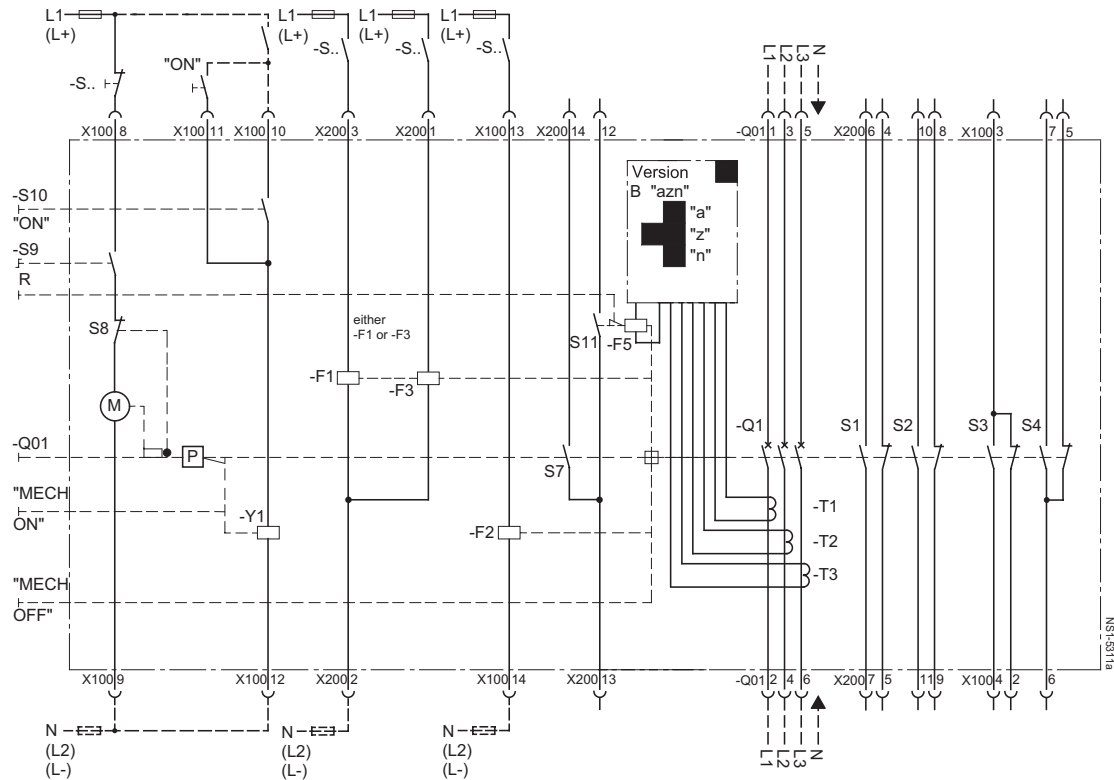 L1 L1 L1 L1
(L+) (L+) (L+) (L+)
-S.. "ON" -S.. -S.. -S..
L1 L2 L3 N
X100 8 X100 11 X100 10 X200 3 X200 1 X100 13 X200 14 12 -Q01 1 3 5 X200 6 4 10 8 X100 3 7 5
Version
B "azn"
"a"
"z"
"n"
-S10
"ON"
-S9
R
either
-F1 or -F3
S8
S11 -F5
-F1 -F3
M
-Q1 S1 S2 S3 S4
-Q01
P
S7
"MECH
ON"
-Y1 -F2
-T1
-T2
-T3
"MECH
OFF"
NS1-5311a
X100 9 X100 12 X200 2 X100 14 X200 13 -Q01 2 4 6 X200 7 5 11 9 X100 4 2 6
N N N
(L2) (L2) (L2)
(L-) (L-) (L-)
L1 L2 L3 N